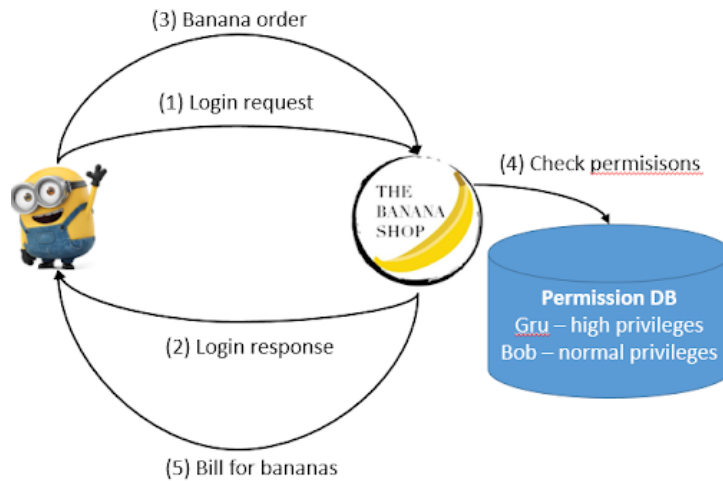 (3) Banana order
(1) Login request
(4) Check permisisons
THE
BANANA
SHOP
Permission DB
Gru – high privileges
Bob – normal privileges
(2) Login response
(5) Bill for bananas